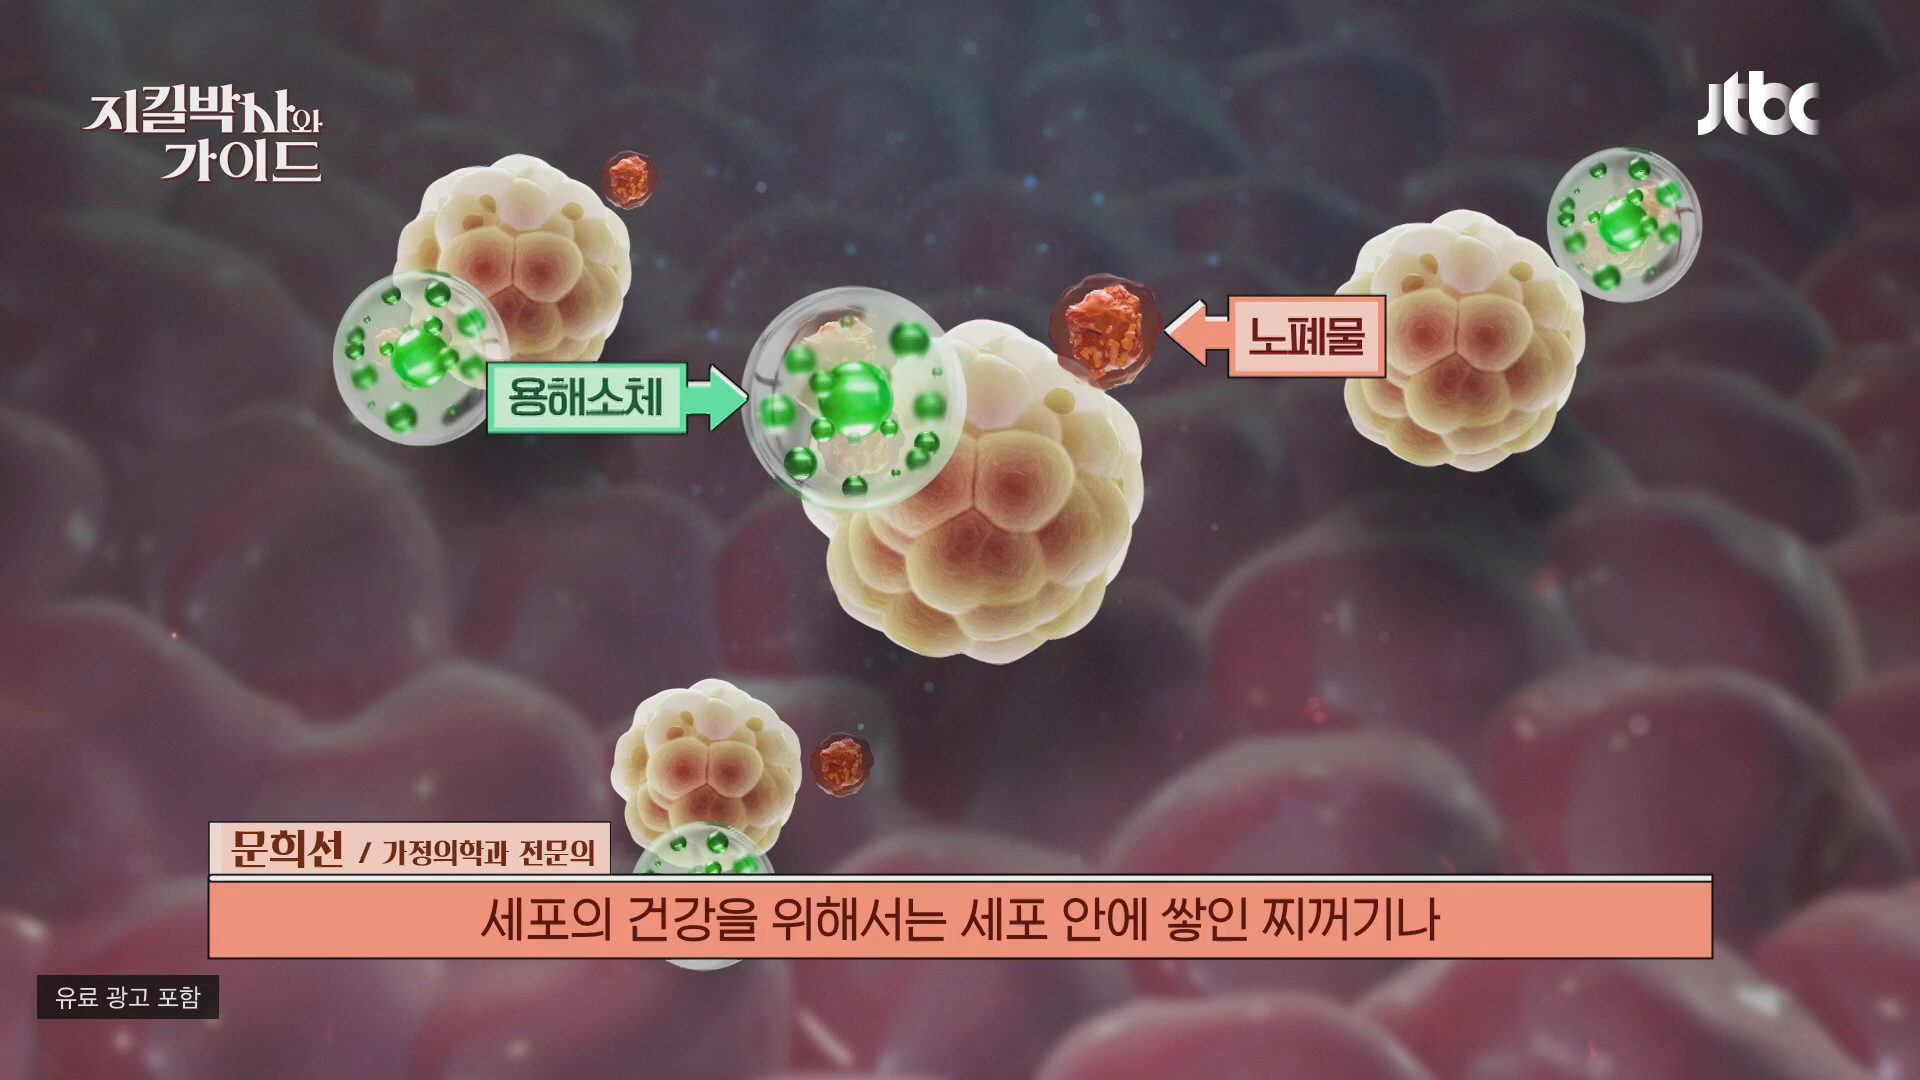 지킬박사와
가이드
jtbc
노폐물
용해소체
문희선 / 가정의학과 전문의
세포의 건강을 위해서는 세포 안에 쌓인 찌꺼기나
유료 광고 포함